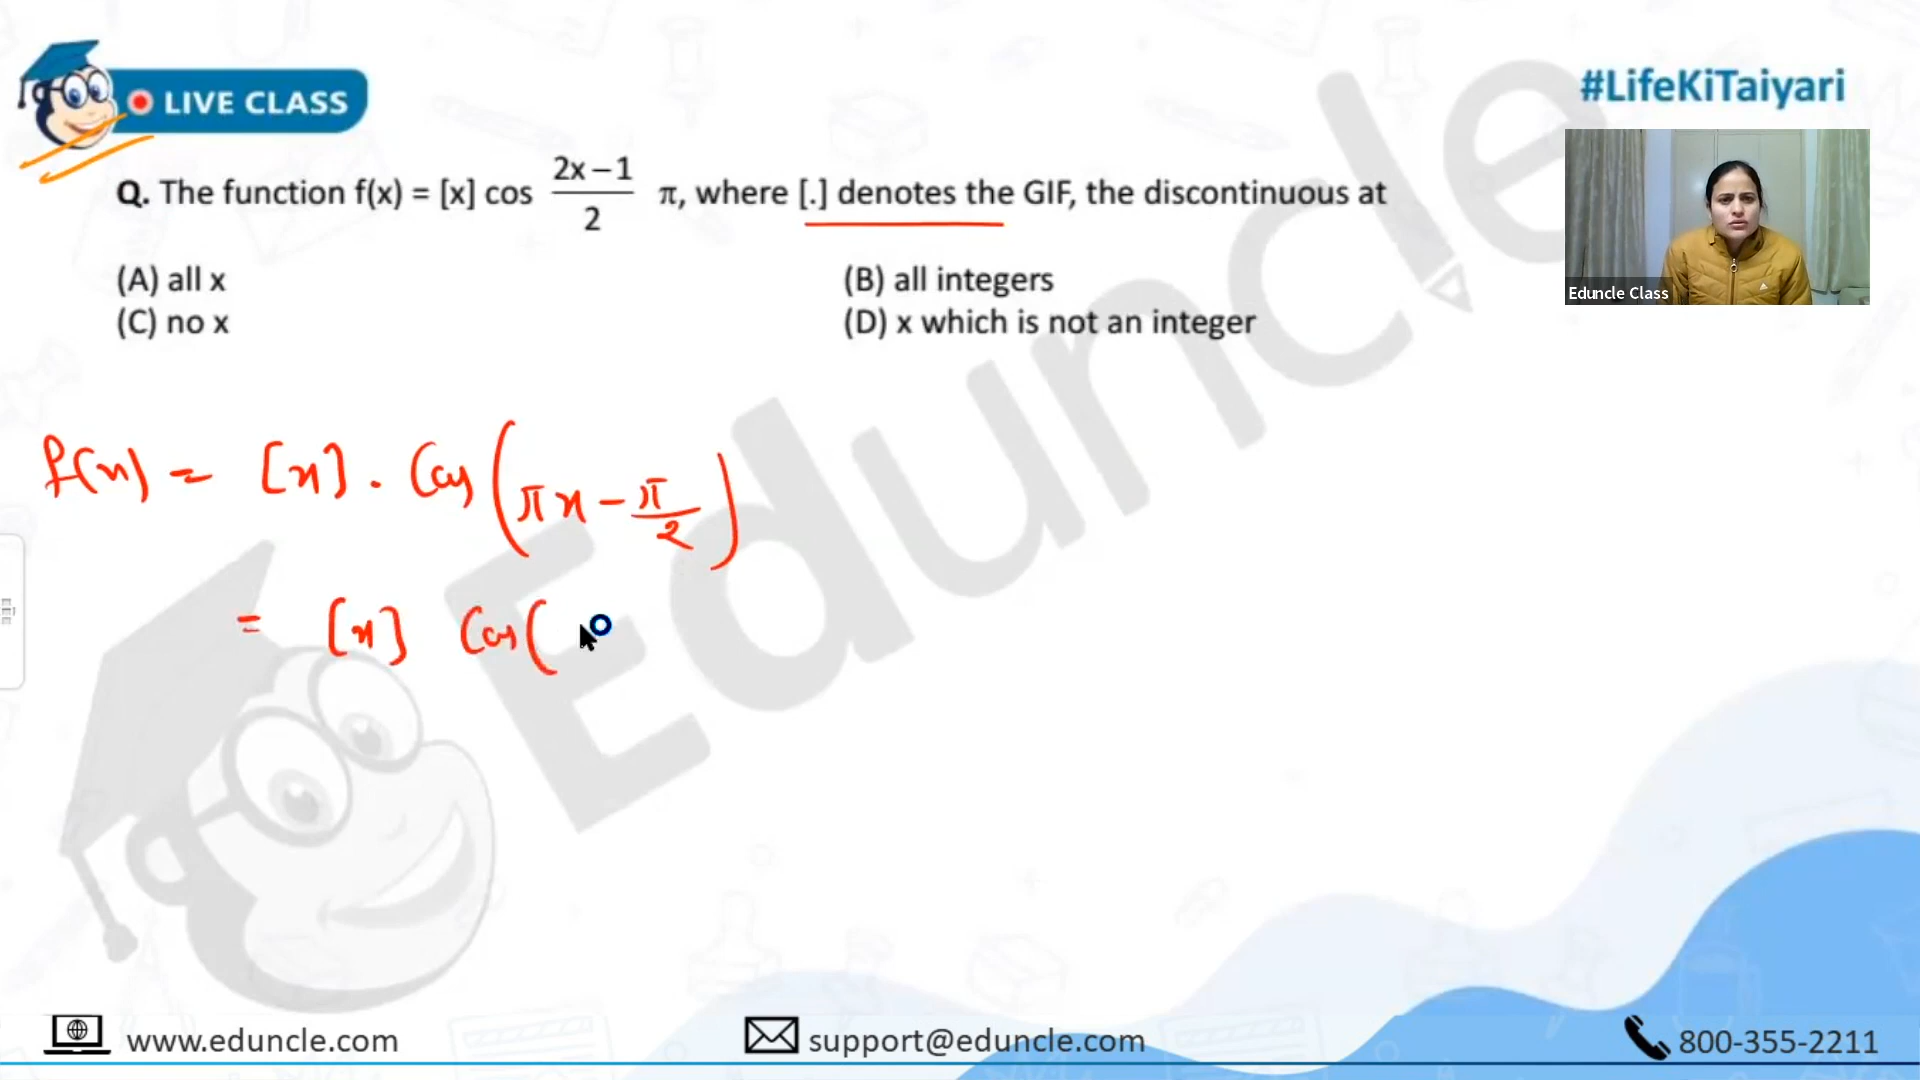 LIVE CLASS
#LifeKiTaiyari
Q. The function f(x) = [x] cos (2x−1)/2 π, where [.] denotes the GIF, the discontinuous at
(A) all x
(B) all integers
(C) no x
(D) x which is not an integer
Eduncle Class
f(x) = [x] . Cos (πx − π/2)
= [x] Cos (
Eduncle
www.eduncle.com
support@eduncle.com
800-355-2211